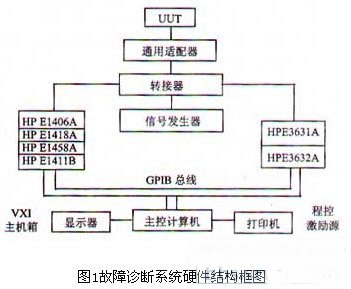 UUT
通用适配器
转接器
信号发生器
HP E1406A
HP E1418A
HP E1458A
HP E1411B
HPE3631A
HPE3632A
GPIB 总线
VXI
主机箱
显示器
主控计算机
打印机
程控
激励源
图1故障诊断系统硬件结构框图